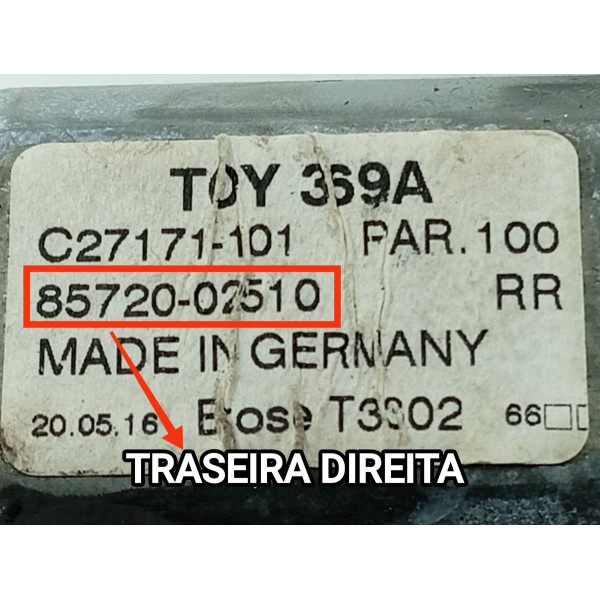 TOY 369A
C27171-101 PAR.100
85720-02510 RR
MADE IN GERMANY
20.05.16 Brose T3302 66
TRASEIRA DIREITA